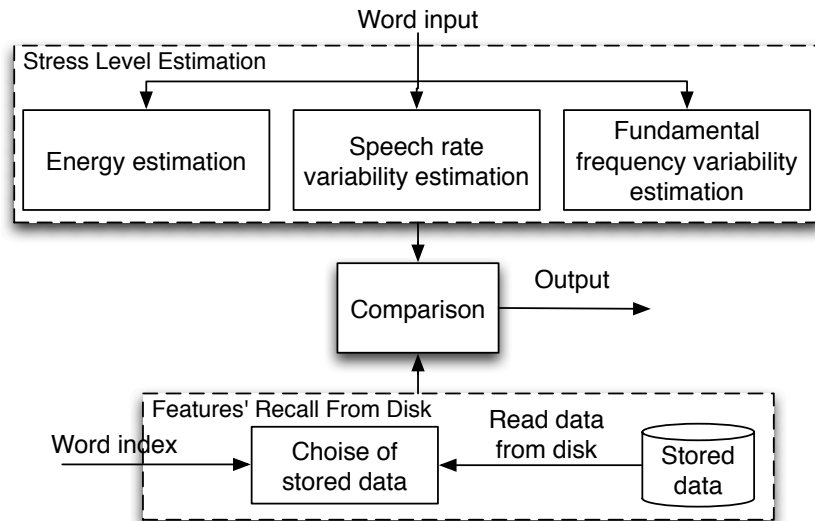 Word input
Stress Level Estimation
Energy estimation
Speech rate
variability estimation
Fundamental
frequency variability
estimation
Comparison
Output
Features' Recall From Disk
Word index
Choise of
stored data
Read data
from disk
Stored
data